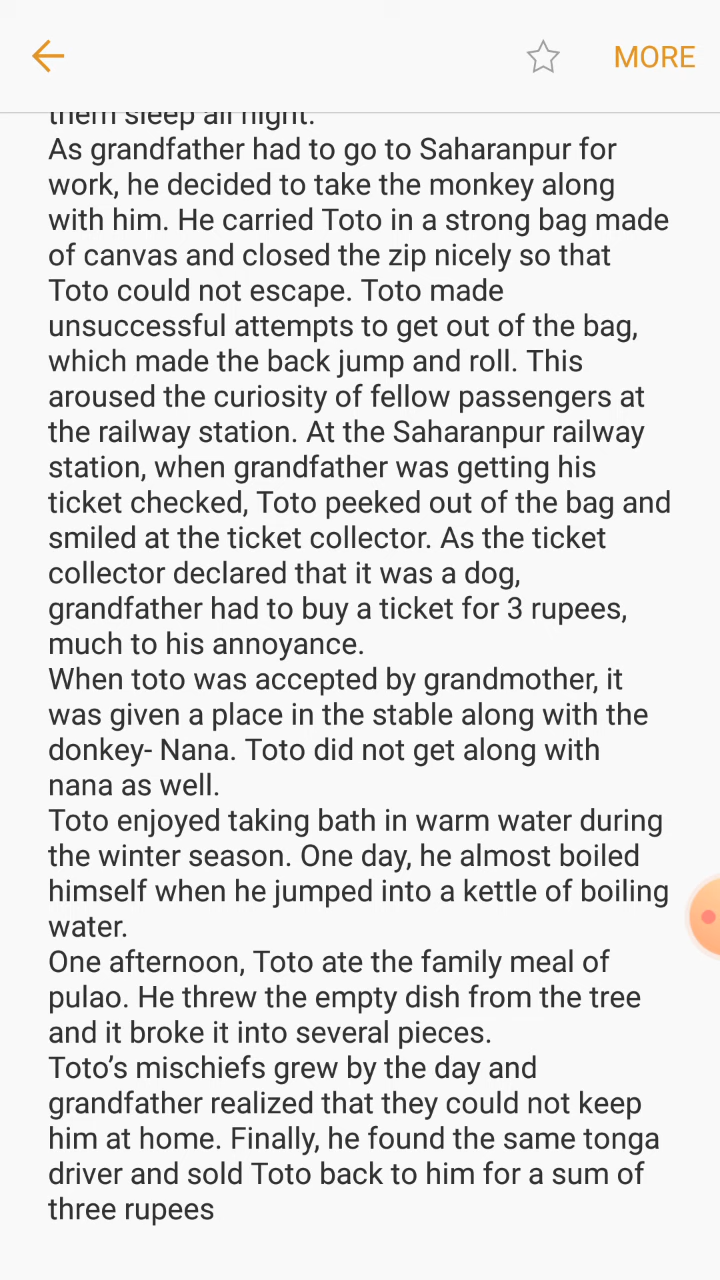 MORE
them sleep all night.
As grandfather had to go to Saharanpur for
work, he decided to take the monkey along
with him. He carried Toto in a strong bag made
of canvas and closed the zip nicely so that
Toto could not escape. Toto made
unsuccessful attempts to get out of the bag,
which made the back jump and roll. This
aroused the curiosity of fellow passengers at
the railway station. At the Saharanpur railway
station, when grandfather was getting his
ticket checked, Toto peeked out of the bag and
smiled at the ticket collector. As the ticket
collector declared that it was a dog,
grandfather had to buy a ticket for 3 rupees,
much to his annoyance.
When toto was accepted by grandmother, it
was given a place in the stable along with the
donkey- Nana. Toto did not get along with
nana as well.
Toto enjoyed taking bath in warm water during
the winter season. One day, he almost boiled
himself when he jumped into a kettle of boiling
water.
One afternoon, Toto ate the family meal of
pulao. He threw the empty dish from the tree
and it broke it into several pieces.
Toto’s mischiefs grew by the day and
grandfather realized that they could not keep
him at home. Finally, he found the same tonga
driver and sold Toto back to him for a sum of
three rupees